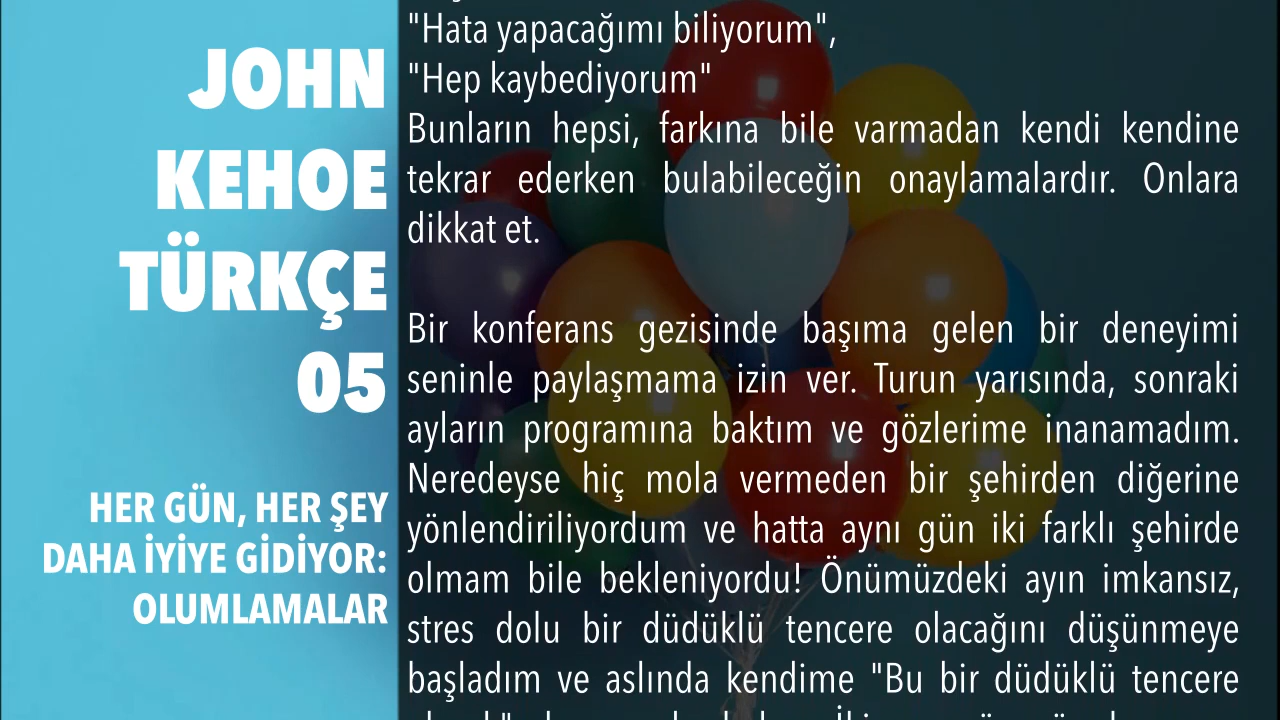 JOHN
KEHOE
TÜRKÇE
05
HER GÜN, HER ŞEY
DAHA İYİYE GİDİYOR:
OLUMLAMALAR
"Hata yapacağımı biliyorum",
"Hep kaybediyorum"
Bunların hepsi, farkına bile varmadan kendi kendine
tekrar ederken bulabileceğin onaylamalardır. Onlara
dikkat et.
Bir konferans gezisinde başıma gelen bir deneyimi
seninle paylaşmama izin ver. Turun yarısında, sonraki
ayların programına baktım ve gözlerime inanamadım.
Neredeyse hiç mola vermeden bir şehirden diğerine
yönlendiriliyordum ve hatta aynı gün iki farklı şehirde
olmam bile bekleniyordu! Önümüzdeki ayın imkansız,
stres dolu bir düdüklü tencere olacağını düşünmeye
başladım ve aslında kendime "Bu bir düdüklü tencere